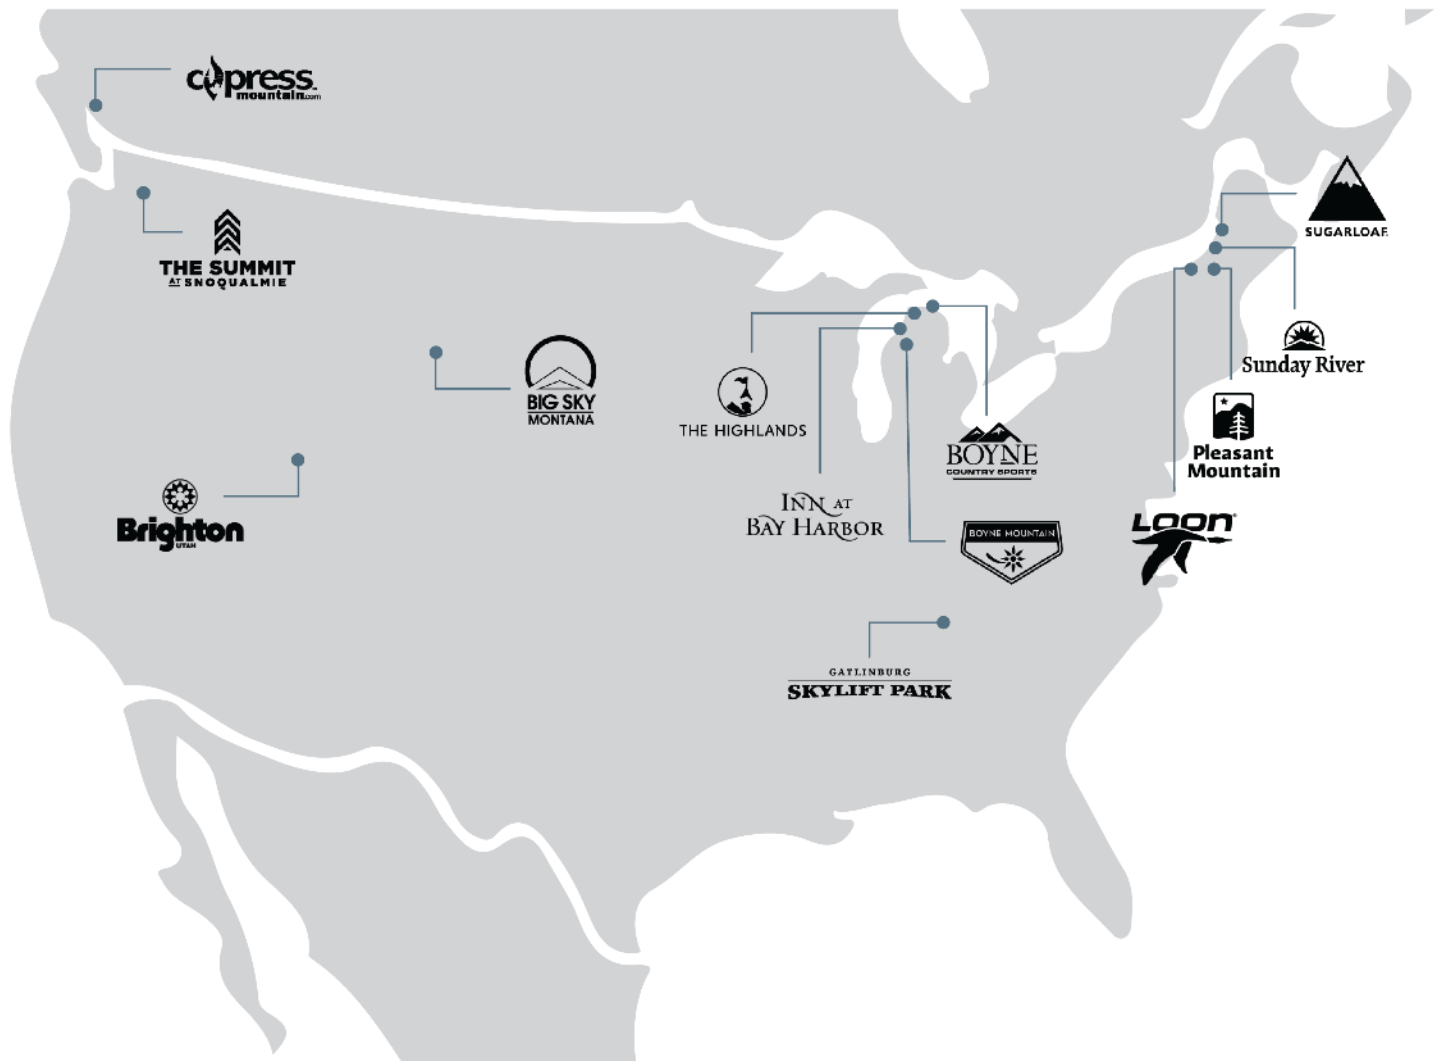 cypress
mountain.com
THE SUMMIT
AT SNOQUALMIE
BIG SKY
MONTANA
Brighton
UTAH
THE HIGHLANDS
INN AT
BAY HARBOR
BOYNE
COUNTRY SPORTS
BOYNE MOUNTAIN
GATLINBURG
SKYLIFT PARK
SUGARLOAF
Sunday River
Pleasant
Mountain
LOON